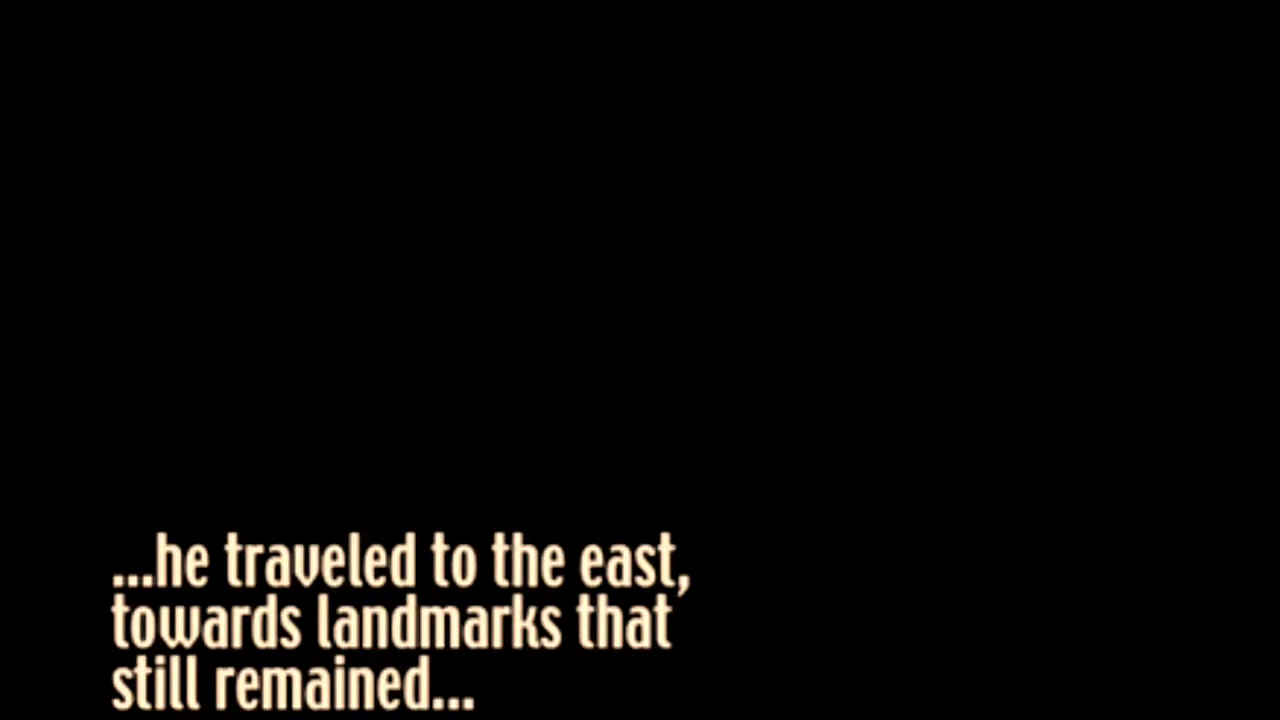 ...he traveled to the east,
towards landmarks that
still remained...